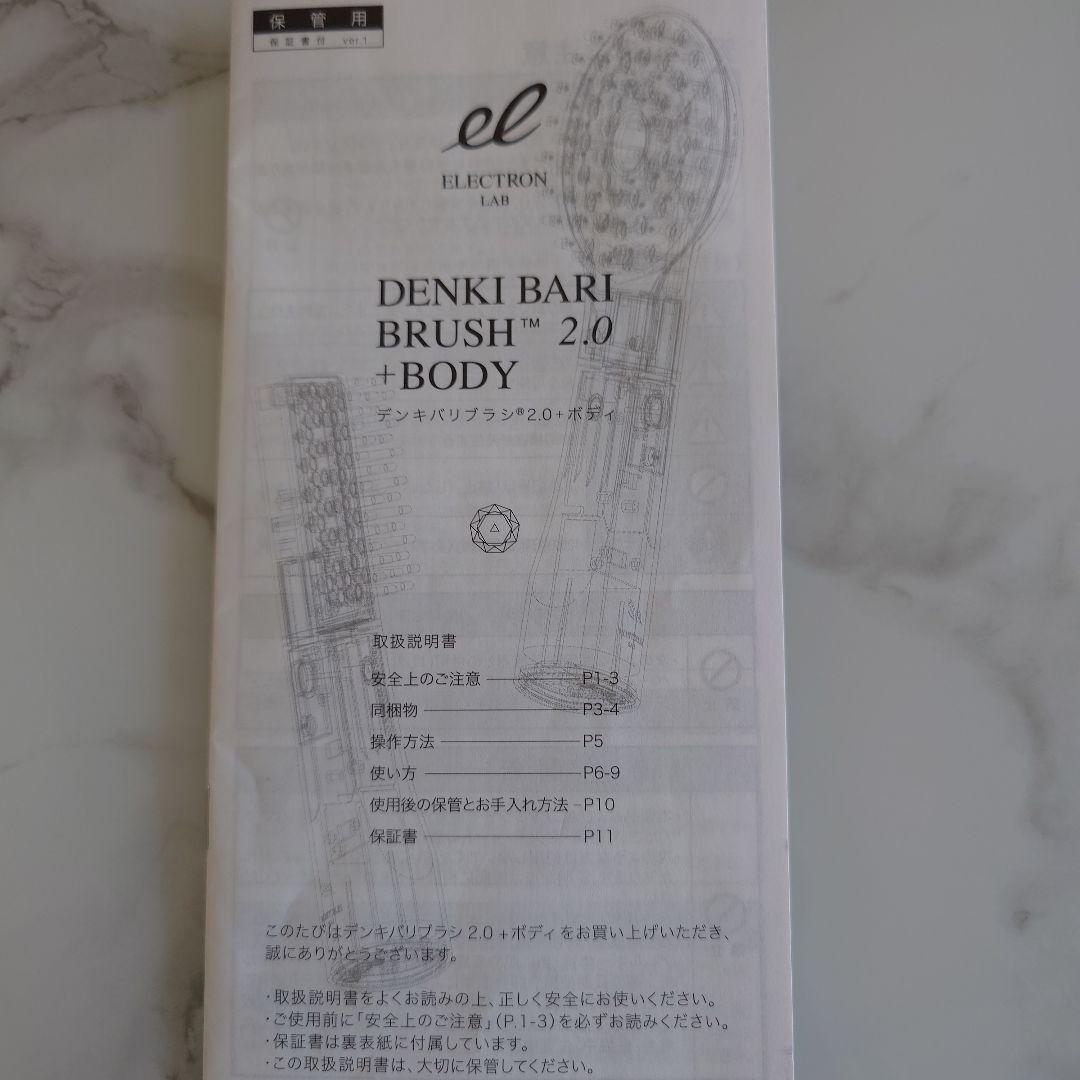 保管用
保証書付 ver.1
el
ELECTRON
LAB
DENKI BARI
BRUSH™ 2.0
+BODY
デンキバリブラシ®2.0+ボディ
取扱説明書
安全上のご注意 P1-3
同梱物 P3-4
操作方法 P5
使い方 P6-9
使用後の保管とお手入れ方法 P10
保証書 P11
このたびはデンキバリブラシ 2.0 +ボディをお買い上げいただき、
誠にありがとうございます。
・取扱説明書をよくお読みの上、正しく安全にお使いください。
・ご使用前に「安全上のご注意」(P.1-3)を必ずお読みください。
・保証書は裏表紙に付属しています。
・この取扱説明書は、大切に保管してください。